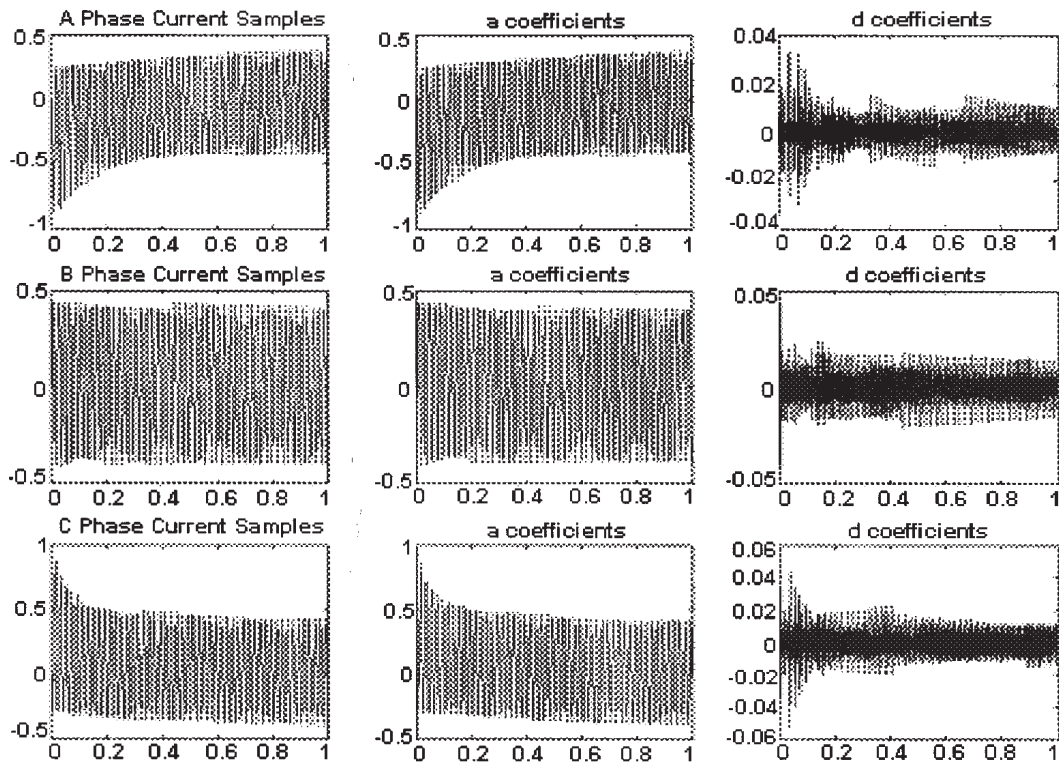 A Phase Current Samples
a coefficients
d coefficients
0.5
0
-0.5
-1
0 0.2 0.4 0.6 0.8 1
0.5
0
-0.5
-1
0 0.2 0.4 0.6 0.8 1
0.04
0.02
0
-0.02
-0.04
0 0.2 0.4 0.6 0.8 1
B Phase Current Samples
a coefficients
d coefficients
0.5
0
-0.5
0 0.2 0.4 0.6 0.8 1
0.5
0
-0.5
0 0.2 0.4 0.6 0.8 1
0.05
0
-0.05
0 0.2 0.4 0.6 0.8 1
C Phase Current Samples
a coefficients
d coefficients
1
0.5
0
-0.5
0 0.2 0.4 0.6 0.8 1
1
0.5
0
-0.5
0 0.2 0.4 0.6 0.8 1
0.06
0.04
0.02
0
-0.02
-0.04
-0.06
0 0.2 0.4 0.6 0.8 1